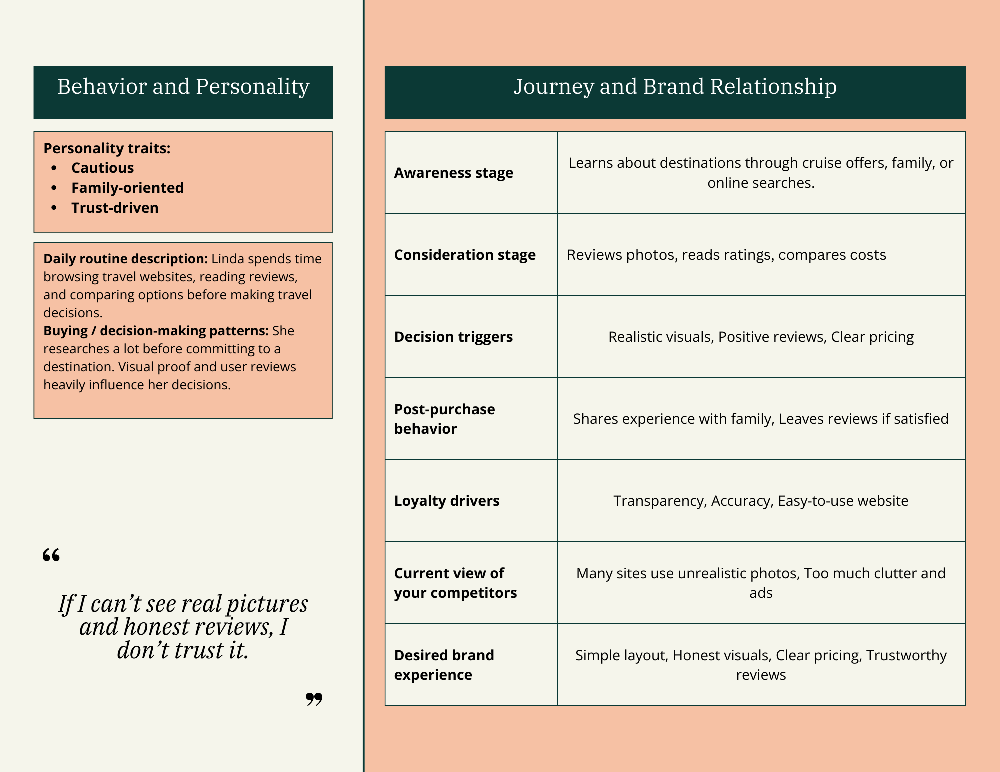 Behavior and Personality
Personality traits:
• Cautious
• Family-oriented
• Trust-driven
Daily routine description: Linda spends time
browsing travel websites, reading reviews,
and comparing options before making travel
decisions.
Buying / decision-making patterns: She
researches a lot before committing to a
destination. Visual proof and user reviews
heavily influence her decisions.
“
If I can’t see real pictures
and honest reviews, I
don’t trust it.
”
Journey and Brand Relationship
Awareness stage
Learns about destinations through cruise offers, family, or
online searches.
Consideration stage
Reviews photos, reads ratings, compares costs
Decision triggers
Realistic visuals, Positive reviews, Clear pricing
Post-purchase
behavior
Shares experience with family, Leaves reviews if satisfied
Loyalty drivers
Transparency, Accuracy, Easy-to-use website
Current view of
your competitors
Many sites use unrealistic photos, Too much clutter and
ads
Desired brand
experience
Simple layout, Honest visuals, Clear pricing, Trustworthy
reviews